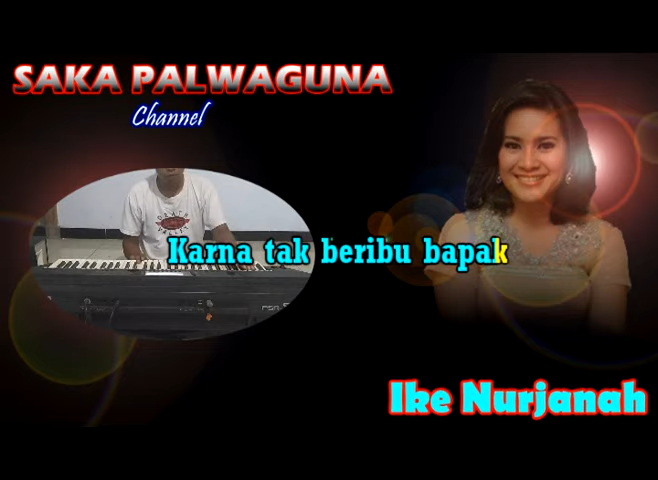 SAKA PALWAGUNA
Channel
Karna tak beribu bapak
Ike Nurjanah